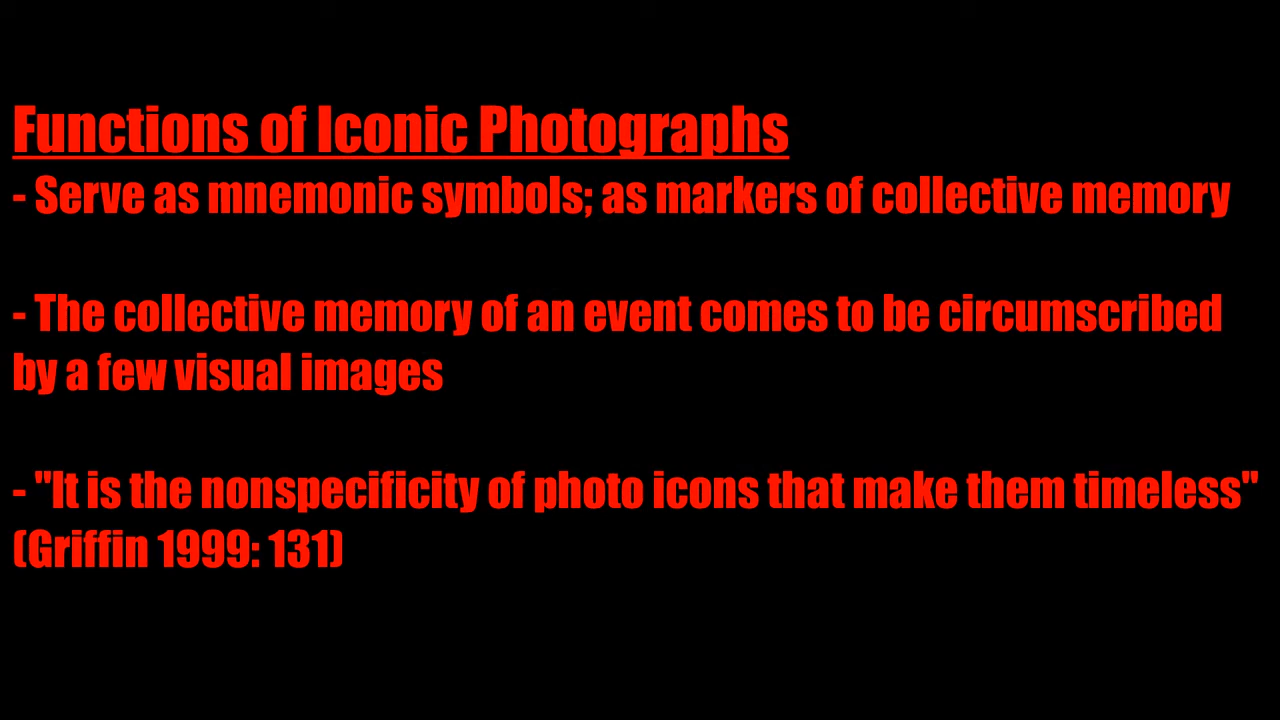 Functions of Iconic Photographs
- Serve as mnemonic symbols; as markers of collective memory
- The collective memory of an event comes to be circumscribed
by a few visual images
- "It is the nonspecificity of photo icons that make them timeless"
(Griffin 1999: 131)